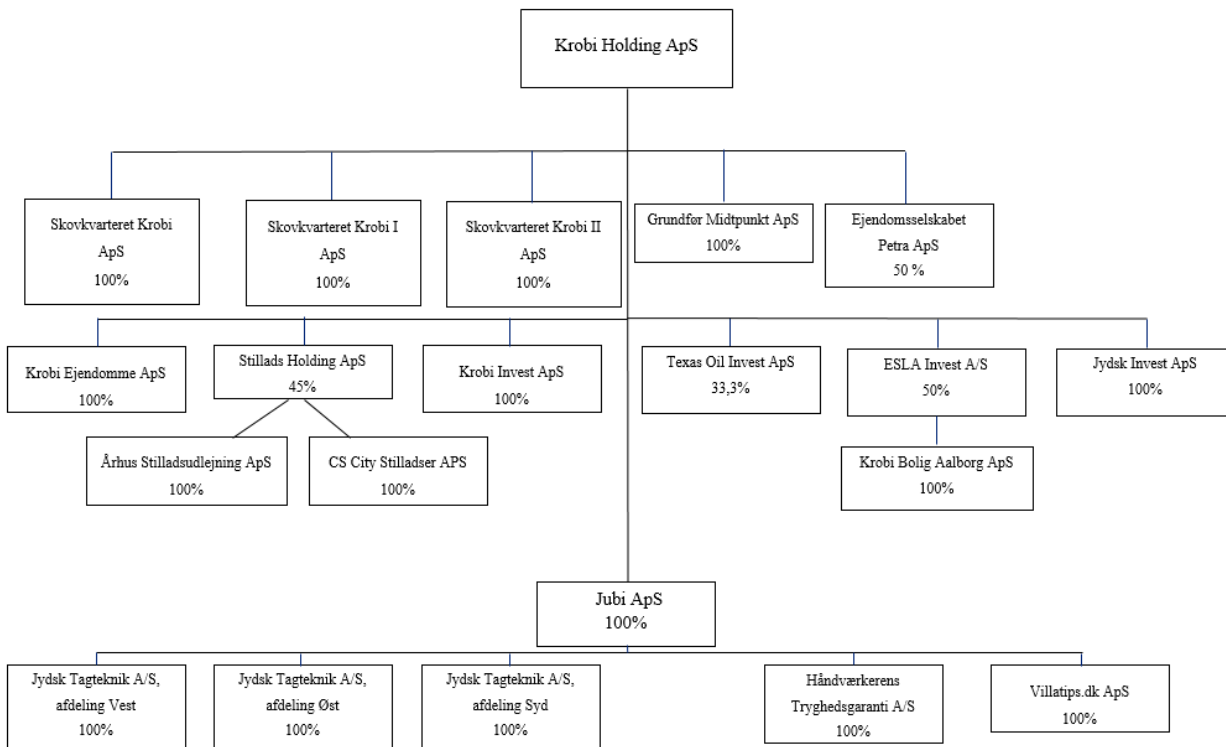 Krobi Holding ApS
Skovkvarteret Krobi
ApS
100%
Skovkvarteret Krobi I
ApS
100%
Skovkvarteret Krobi II
ApS
100%
Grundfør Midtpunkt ApS
100%
Ejendomsselskabet
Petra ApS
50 %
Krobi Ejendomme ApS
100%
Stillads Holding ApS
45%
Krobi Invest ApS
100%
Texas Oil Invest ApS
33,3%
ESLA Invest A/S
50%
Jydsk Invest ApS
100%
Århus Stilladsudlejning ApS
100%
CS City Stilladser APS
100%
Krobi Bolig Aalborg ApS
100%
Jubi ApS
100%
Jydsk Tagteknik A/S,
afdeling Vest
100%
Jydsk Tagteknik A/S,
afdeling Øst
100%
Jydsk Tagteknik A/S,
afdeling Syd
100%
Håndværkerens
Tryghedsgaranti A/S
100%
Villatips.dk ApS
100%